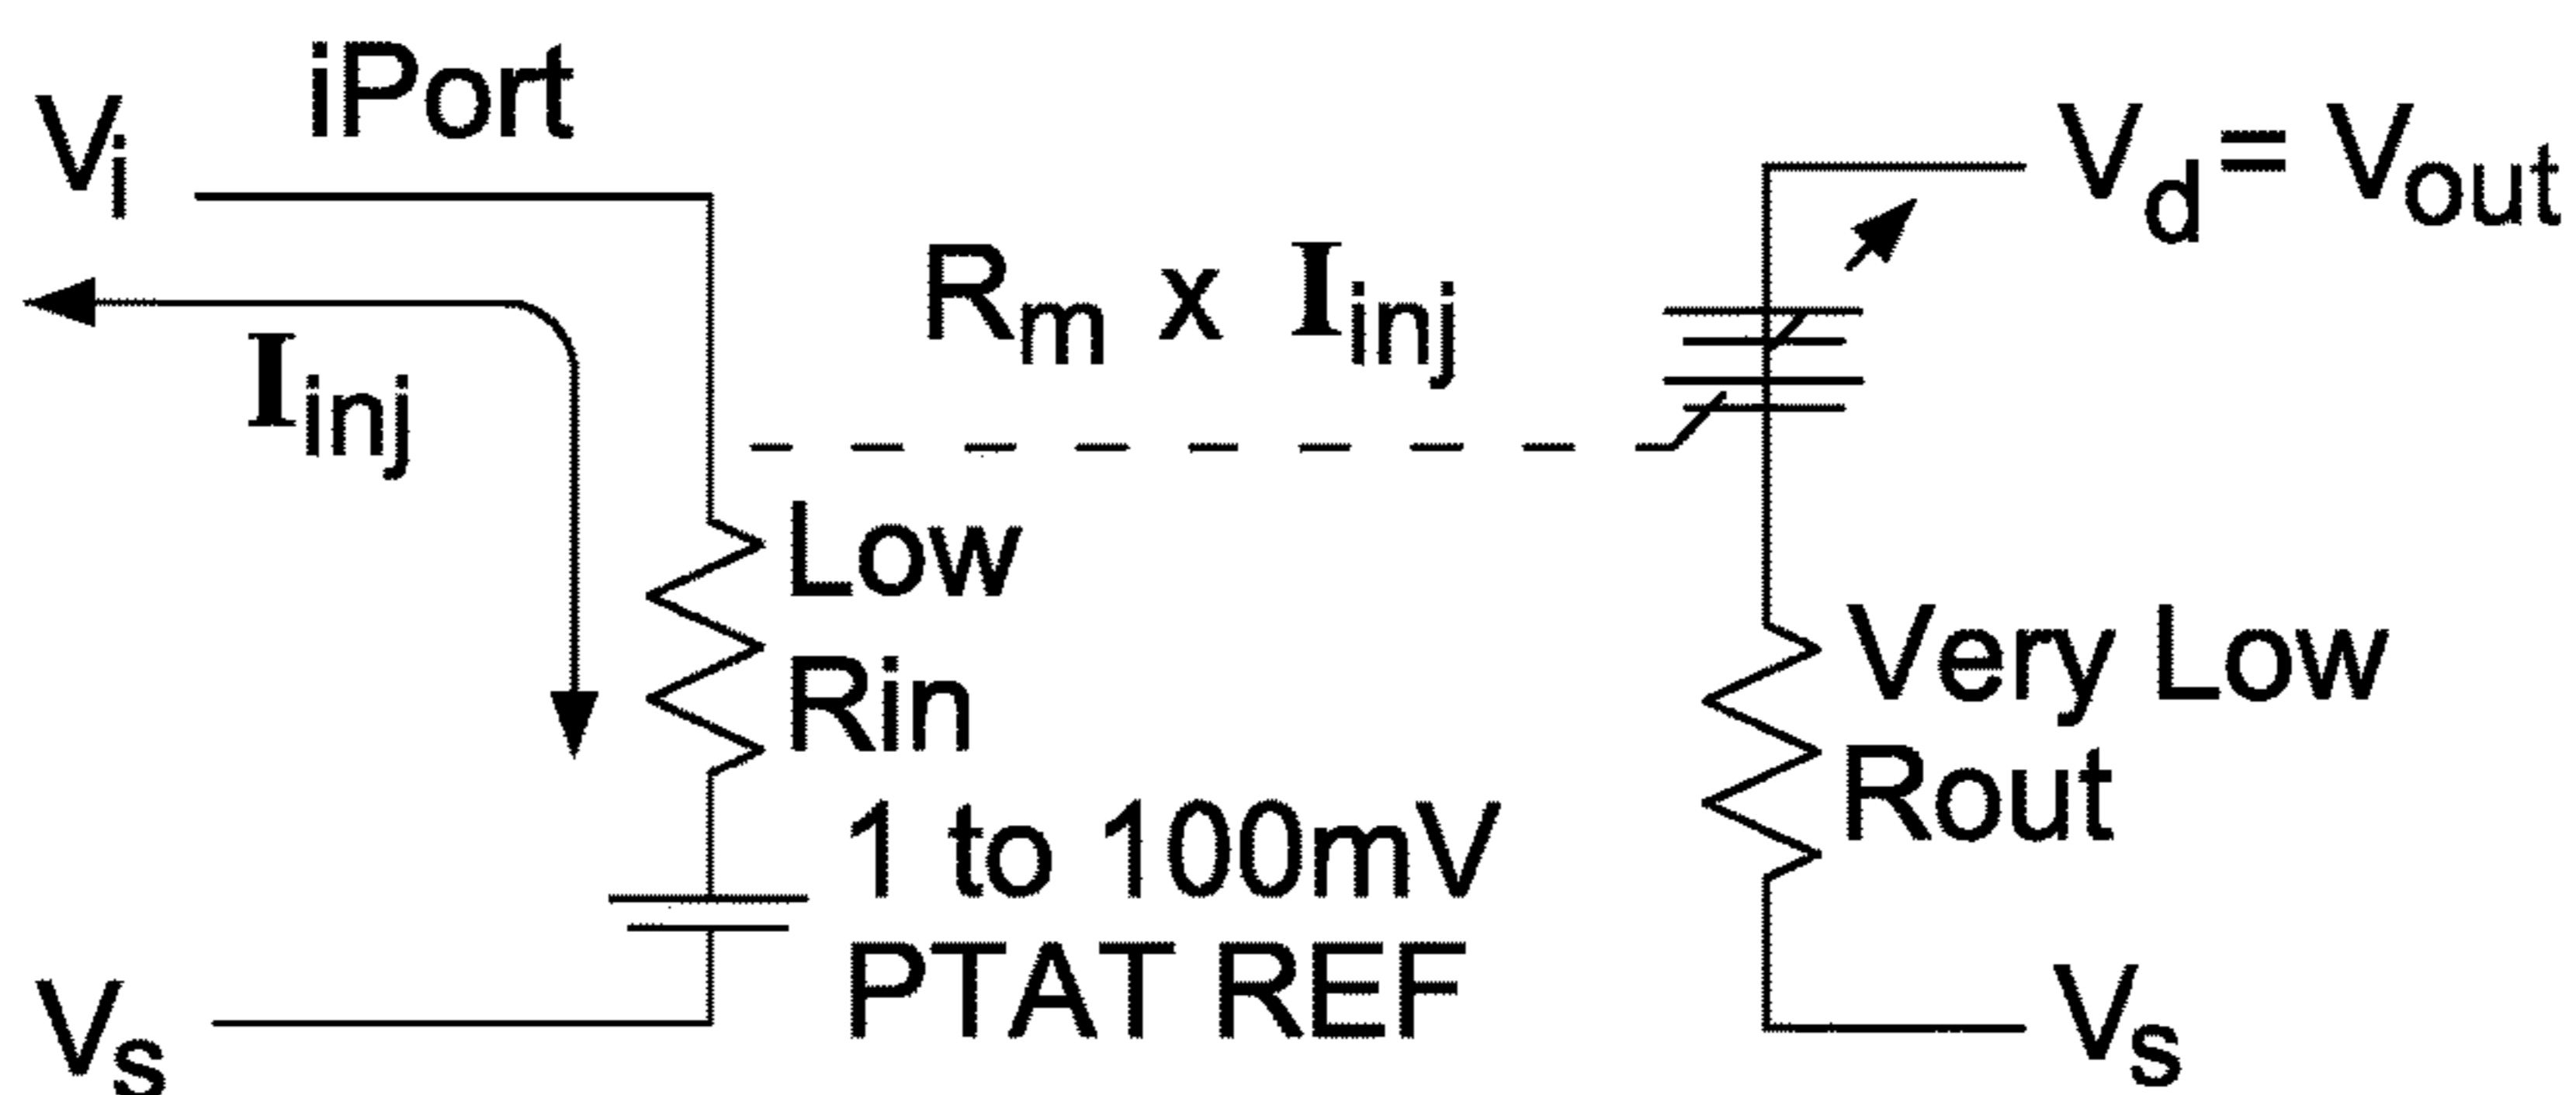 iPort
Vi
Iinj
Rm x Iinj
Vd = Vout
Low
Rin
1 to 100mV
PTAT REF
Very Low
Rout
Vs
Vs